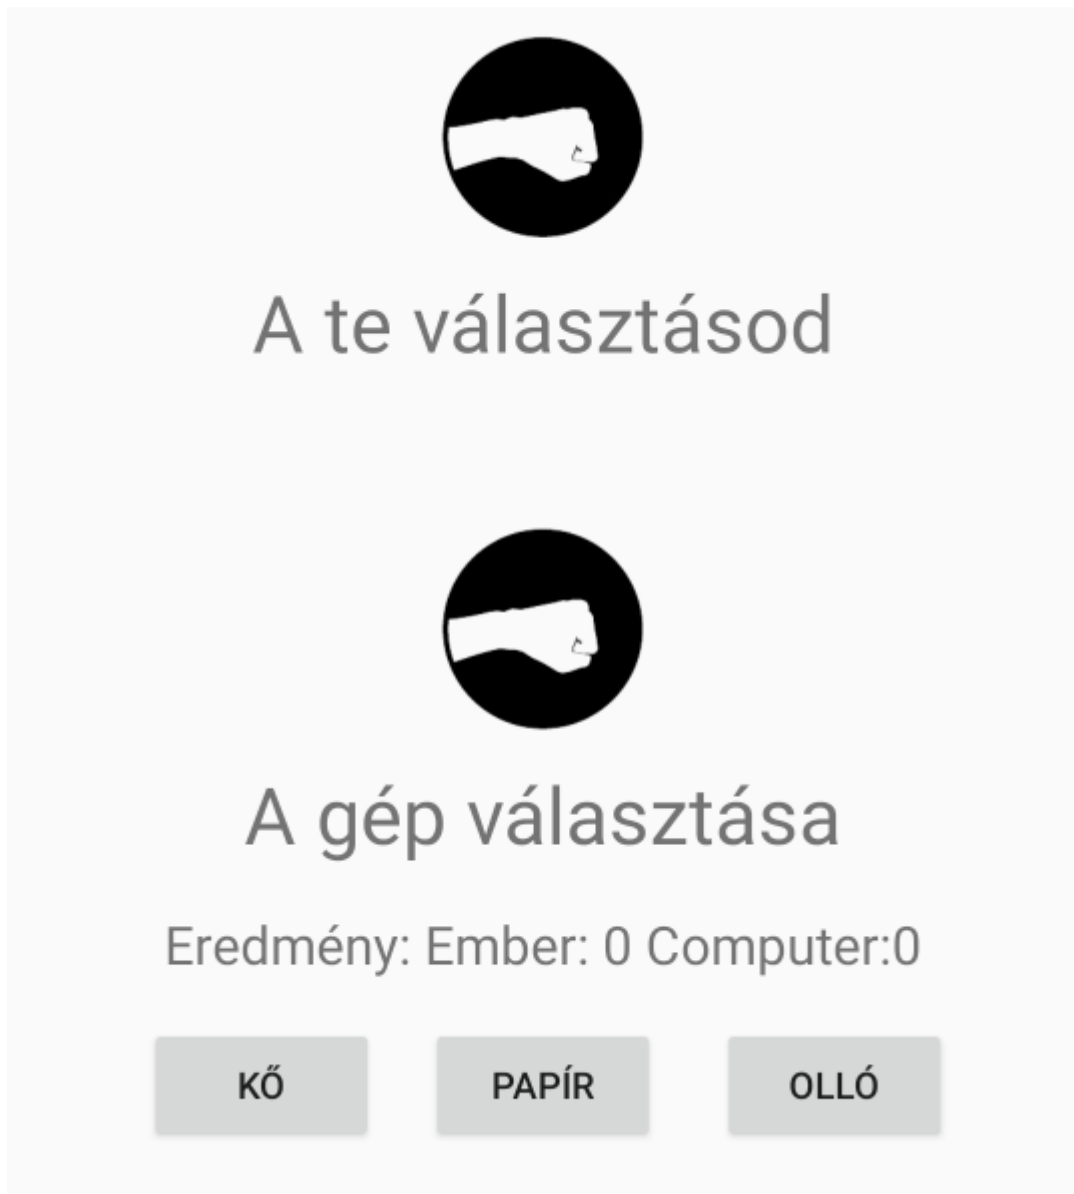 A te választásod
A gép választása
Eredmény: Ember: 0 Computer:0
KŐ
PAPÍR
OLLÓ